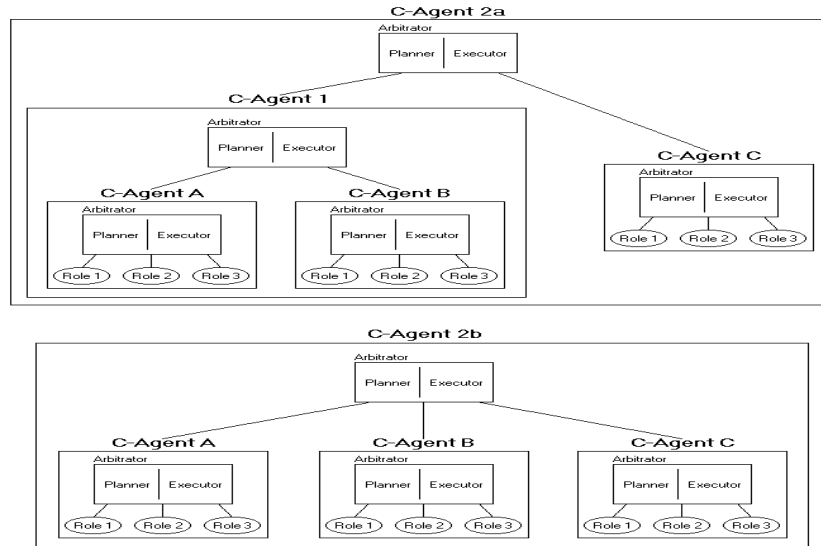 C-Agent 2a
Arbitrator
Planner Executor
C-Agent 1
Arbitrator
Planner Executor
C-Agent C
Arbitrator
Planner Executor
Role 1 Role 2 Role 3
C-Agent A C-Agent B
Arbitrator Arbitrator
Planner Executor Planner Executor
Role 1 Role 2 Role 3 Role 1 Role 2 Role 3
C-Agent 2b
Arbitrator
Planner Executor
C-Agent A C-Agent B C-Agent C
Arbitrator Arbitrator Arbitrator
Planner Executor Planner Executor Planner Executor
Role 1 Role 2 Role 3 Role 1 Role 2 Role 3 Role 1 Role 2 Role 3